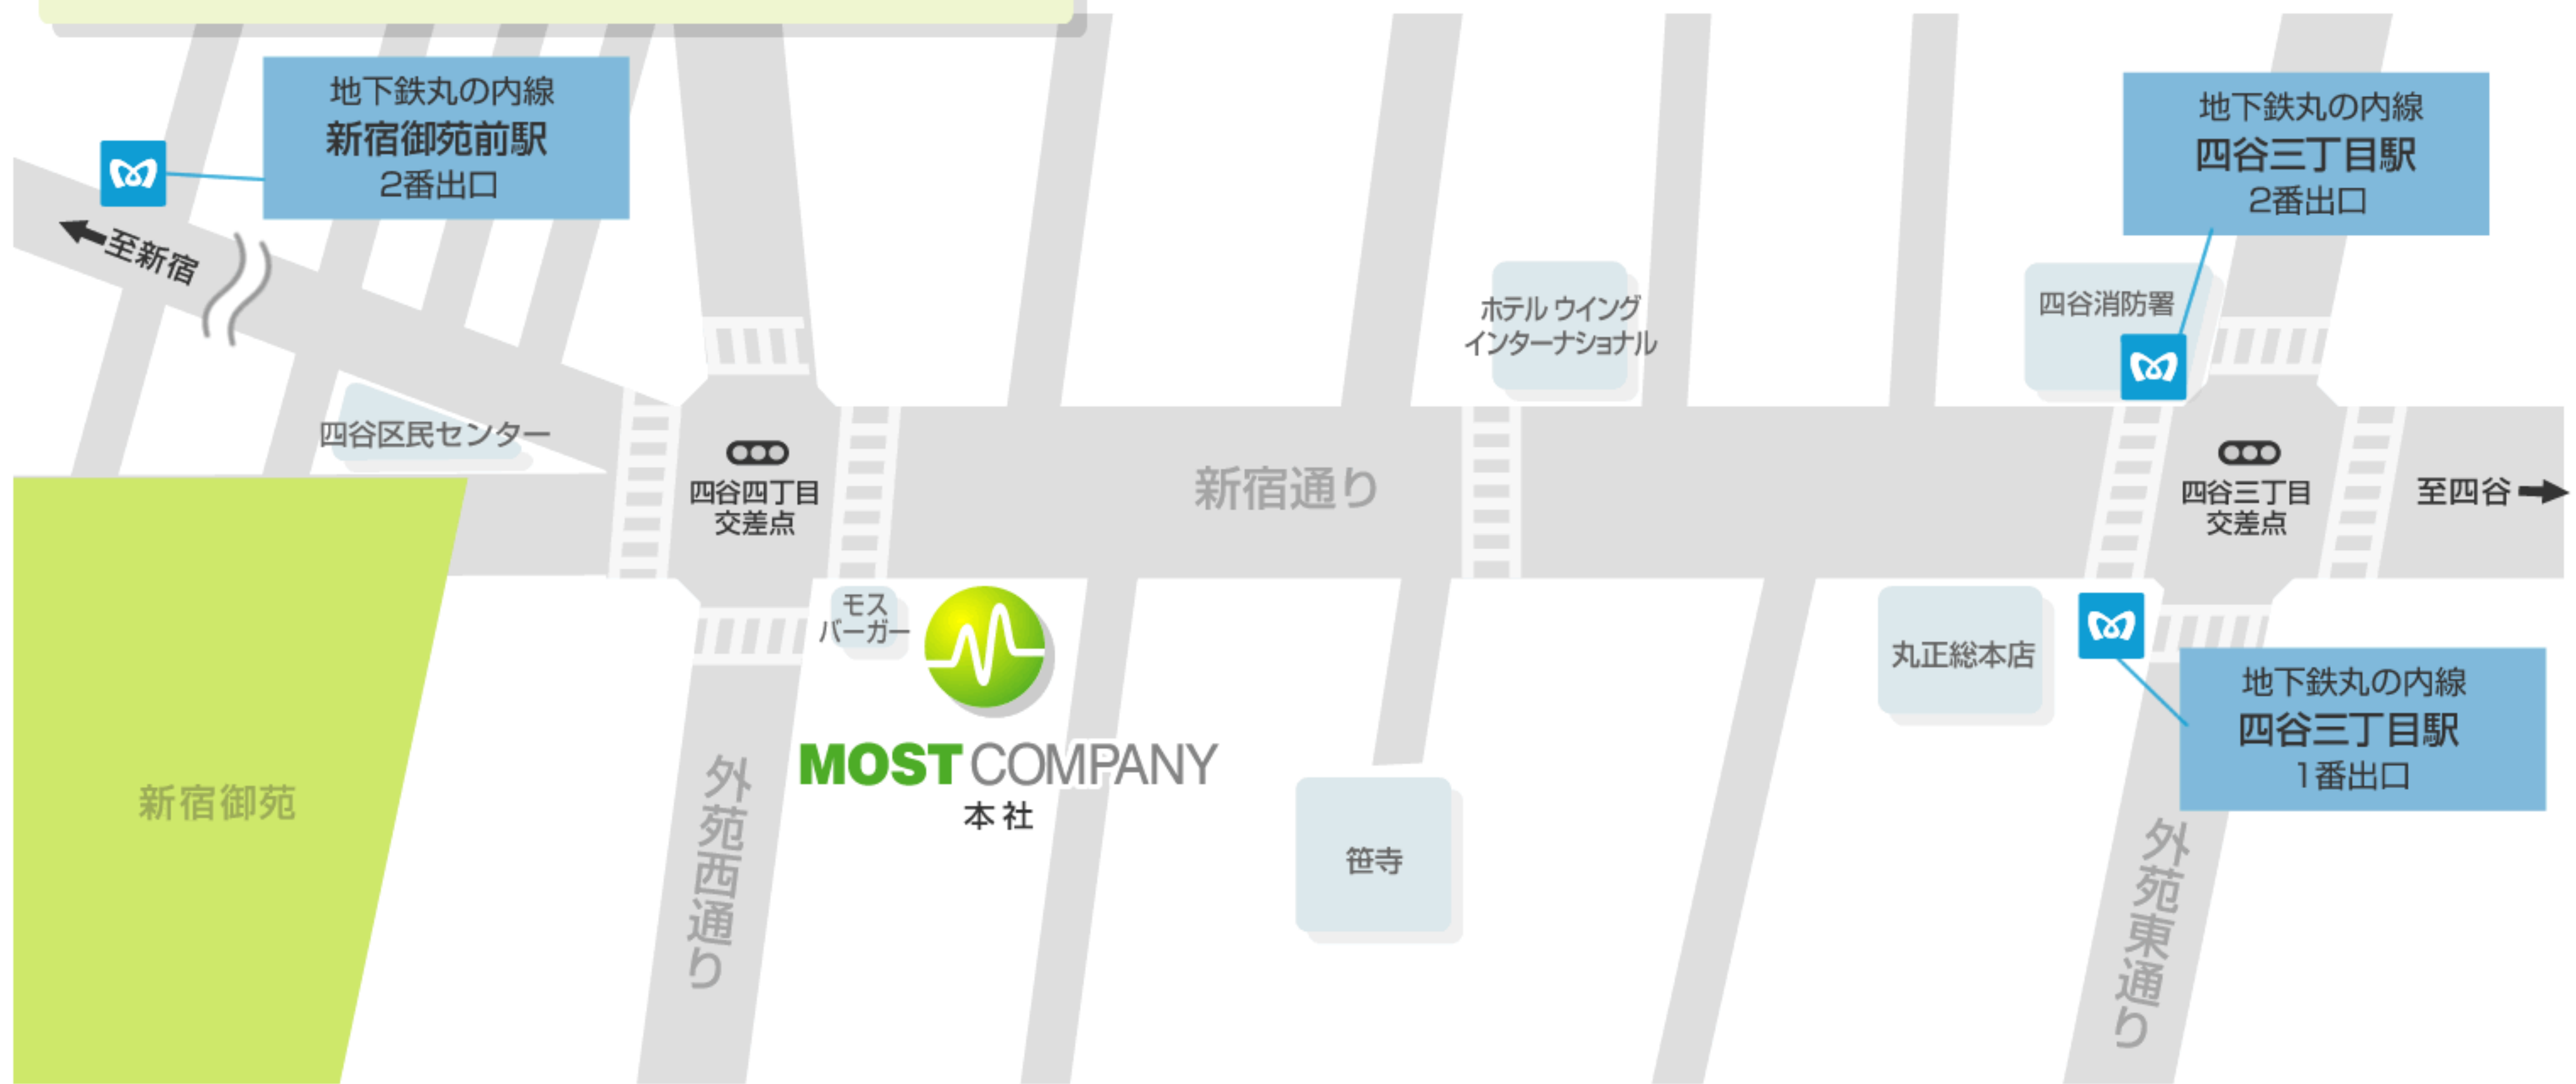 地下鉄丸の内線
新宿御苑前駅
2番出口
地下鉄丸の内線
四谷三丁目駅
2番出口
至新宿
ホテル ウイング
インターナショナル
四谷消防署
四谷区民センター
四谷四丁目
交差点
新宿通り
四谷三丁目
交差点
至四谷
モス
バーガー
MOST COMPANY
本社
丸正総本店
地下鉄丸の内線
四谷三丁目駅
1番出口
新宿御苑
外苑西通り
笹寺
外苑東通り